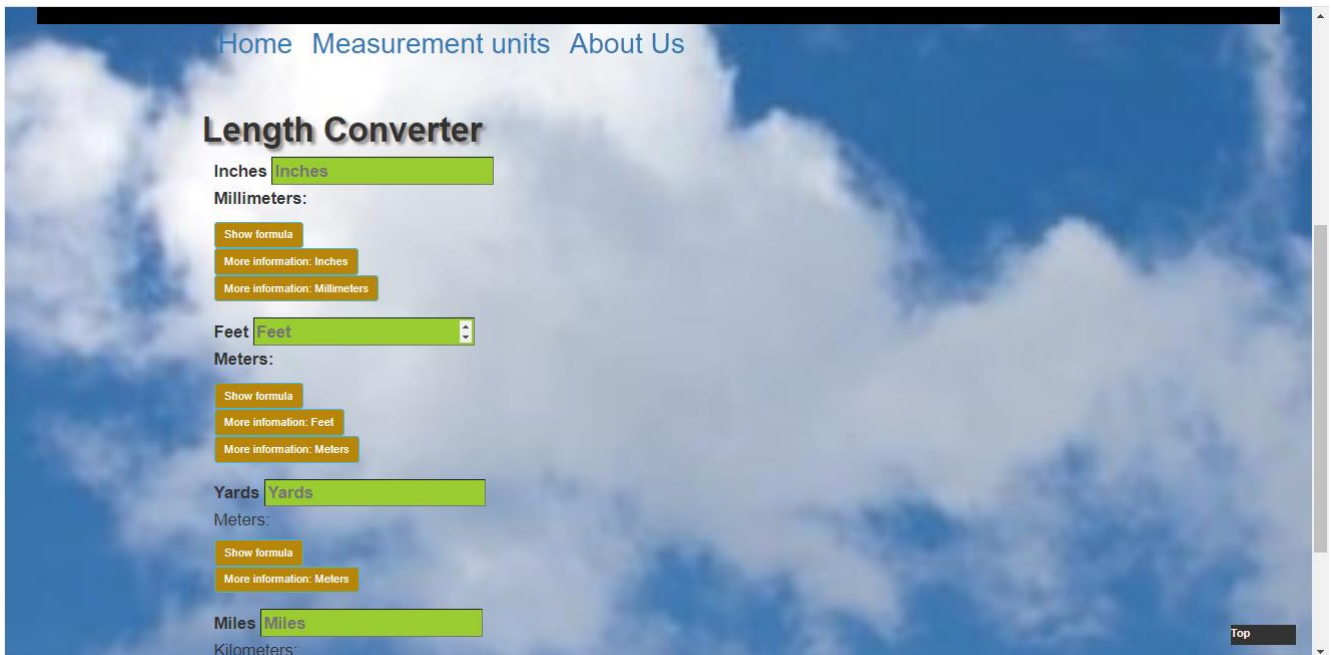 Home Measurement units About Us
Length Converter
Inches Inches
Millimeters:
Show formula
More information: Inches
More information: Millimeters
Feet Feet
Meters:
Show formula
More infomation: Feet
More information: Meters
Yards Yards
Meters:
Show formula
More information: Meters
Miles Miles
Kilometers:
Top